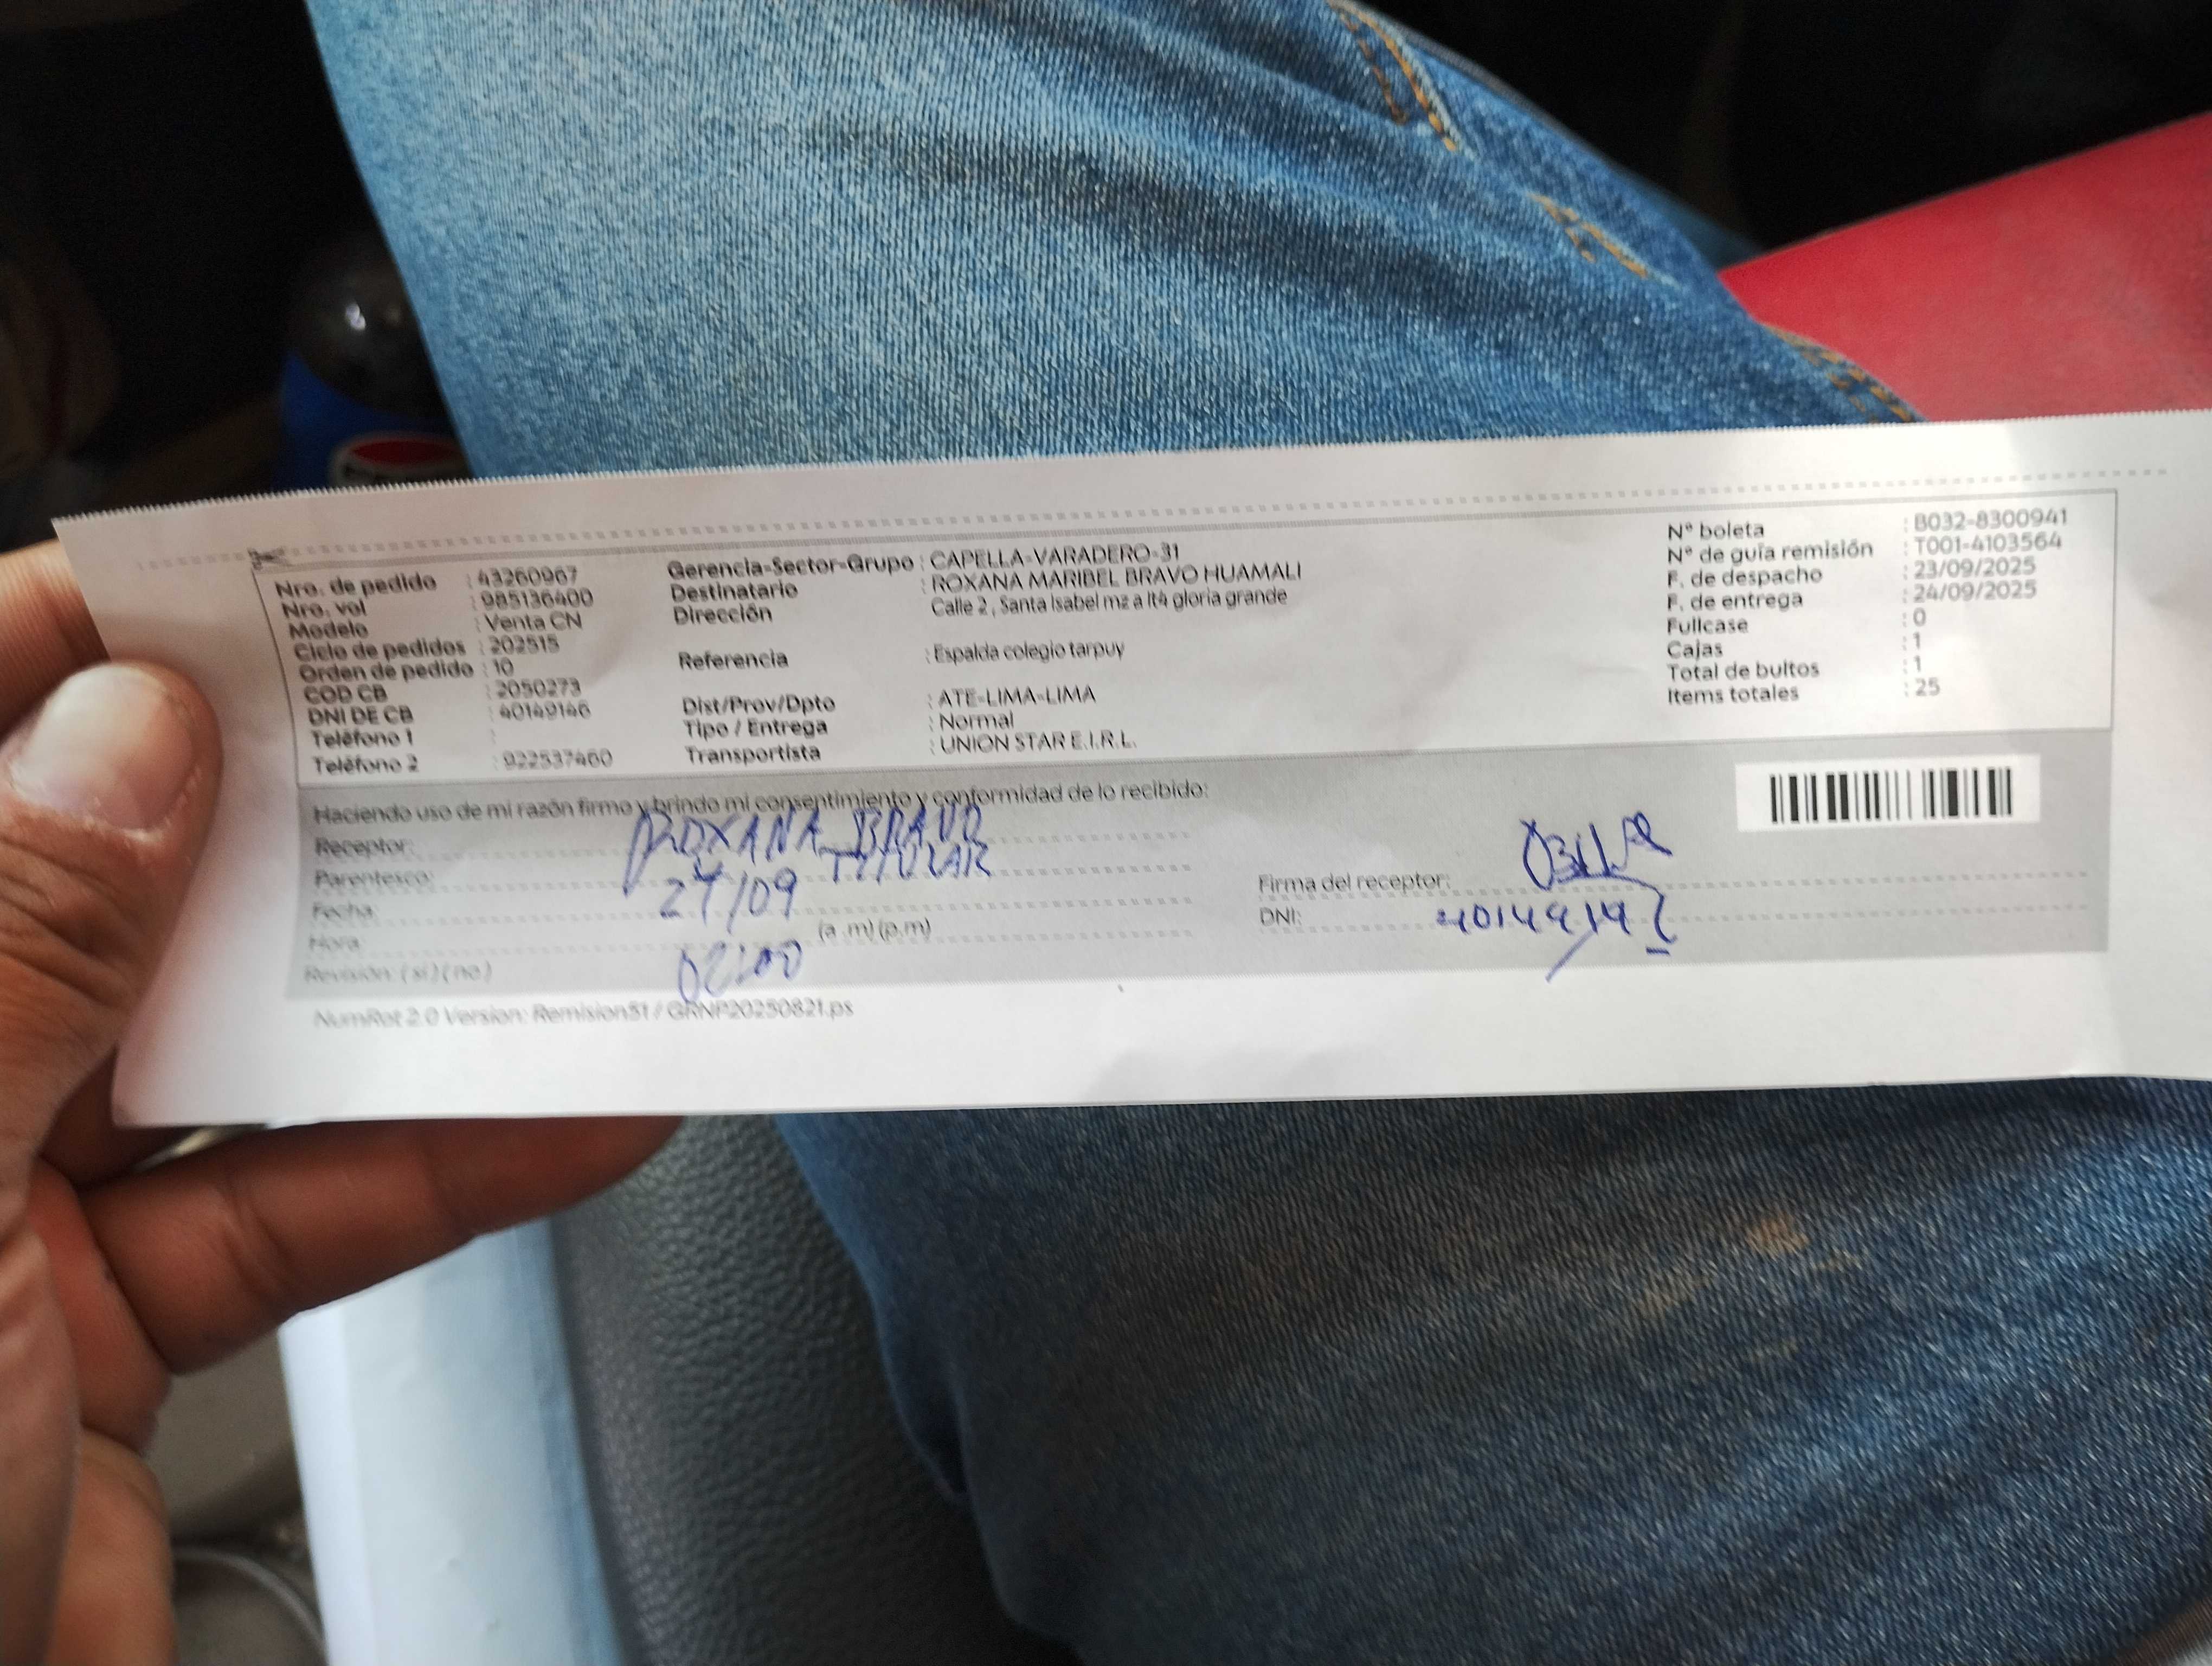 Nro. de pedido : 43260967
Nro. vol : 985136400
Modelo : Venta CN
Ciclo de pedidos : 202515
Orden de pedido : 10
COD CB : 2050273
DNI DE CB : 40149146
Teléfono 1 :
Teléfono 2 : 922537460
Gerencia-Sector-Grupo : CAPELLA-VARADERO-31
Destinatario : ROXANA MARIBEL BRAVO HUAMALI
Dirección : Calle 2 , Santa Isabel mz a lt4 gloria grande
Referencia : Espalda colegio tarpuy
Dist/Prov/Dpto : ATE-LIMA-LIMA
Tipo / Entrega : Normal
Transportista : UNION STAR E.I.R.L.
N° boleta : B032-8300941
N° de guía remisión : T001-4103564
F. de despacho : 23/09/2025
F. de entrega : 24/09/2025
Fullcase : 0
Cajas : 1
Total de bultos : 1
Items totales : 25
Haciendo uso de mi razón firmo y brindo mi consentimiento y conformidad de lo recibido:
Receptor: ROXANA BRAVO
Parentesco: TITULAR
Fecha: 24/09
Hora: 02:00 (a .m) (p.m)
Revisión: ( si ) ( no )
Firma del receptor:
DNI:
NumRot 2.0 Version: Remision51 / GRNP20250821.ps